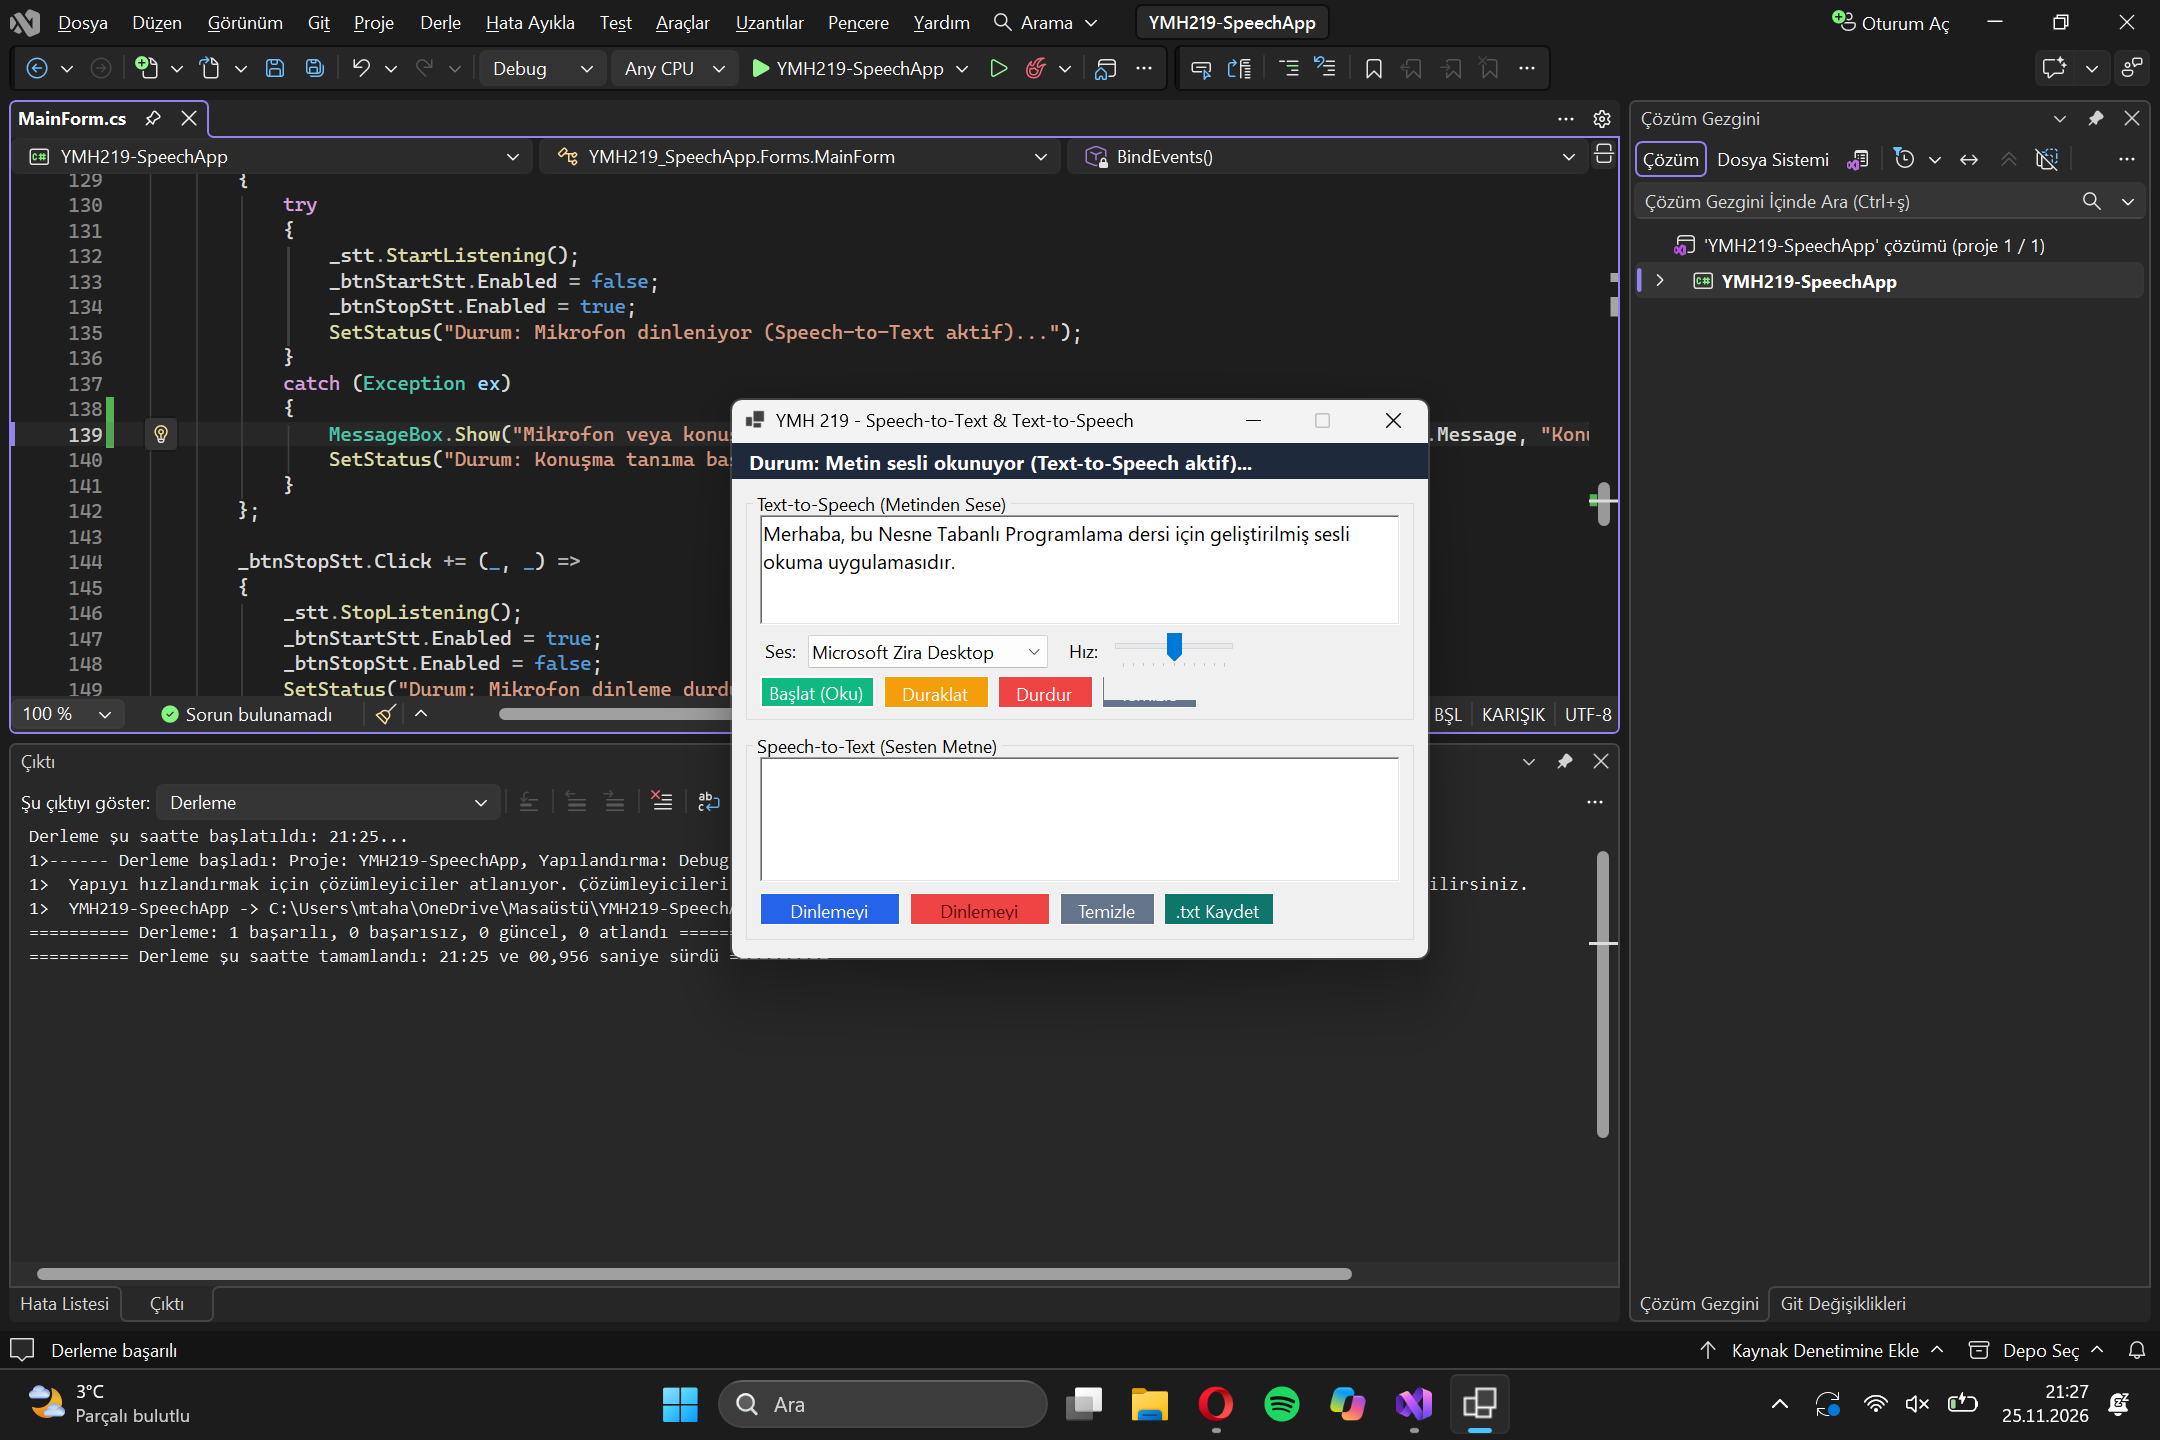 Dosya Düzen Görünüm Git Proje Derle Hata Ayıkla Test Araçlar Uzantılar Pencere Yardım Arama YMH219-SpeechApp Oturum Aç
Debug Any CPU YMH219-SpeechApp
MainForm.cs
YMH219-SpeechApp YMH219_SpeechApp.Forms.MainForm BindEvents()
129 {
130 try
131 {
132 _stt.StartListening();
133 _btnStartStt.Enabled = false;
134 _btnStopStt.Enabled = true;
135 SetStatus("Durum: Mikrofon dinleniyor (Speech-to-Text aktif)...");
136 }
137 catch (Exception ex)
138 {
139 MessageBox.Show("Mikrofon veya .Message,
140 SetStatus("Durum: Konuşma tanıma
141 }
142 };
143
144 _btnStopStt.Click += (_, _) =>
145 {
146 _stt.StopListening();
147 _btnStartStt.Enabled = true;
148 _btnStopStt.Enabled = false;
149 SetStatus("Durum: Mikrofon dinleme
100 % Sorun bulunamadı BŞL KARIŞIK UTF-8
YMH 219 - Speech-to-Text & Text-to-Speech
Durum: Metin sesli okunuyor (Text-to-Speech aktif)...
Text-to-Speech (Metinden Sese)
Merhaba, bu Nesne Tabanlı Programlama dersi için geliştirilmiş sesli
okuma uygulamasıdır.
Ses: Microsoft Zira Desktop Hız:
Başlat (Oku) Duraklat Durdur
Speech-to-Text (Sesten Metne)
Dinlemeyi Dinlemeyi Temizle .txt Kaydet
Çıktı
Şu çıktıyı göster: Derleme
Derleme şu saatte başlatıldı: 21:25...
1>------ Derleme başladı: Proje: YMH219-SpeechApp, Yapılandırma: Debug
1> Yapıyı hızlandırmak için çözümleyiciler atlanıyor. Çözümleyicileri ilirsiniz.
1> YMH219-SpeechApp -> C:\Users\mtaha\OneDrive\Masaüstü\YMH219-Speech
========== Derleme: 1 başarılı, 0 başarısız, 0 güncel, 0 atlandı ======
========== Derleme şu saatte tamamlandı: 21:25 ve 00,956 saniye sürdü ==========
Hata Listesi Çıktı
Çözüm Gezgini
Çözüm Dosya Sistemi
Çözüm Gezgini İçinde Ara (Ctrl+ş)
'YMH219-SpeechApp' çözümü (proje 1 / 1)
YMH219-SpeechApp
Çözüm Gezgini Git Değişiklikleri
Derleme başarılı Kaynak Denetimine Ekle Depo Seç
3°C
Parçalı bulutlu
Ara
21:27
25.11.2026